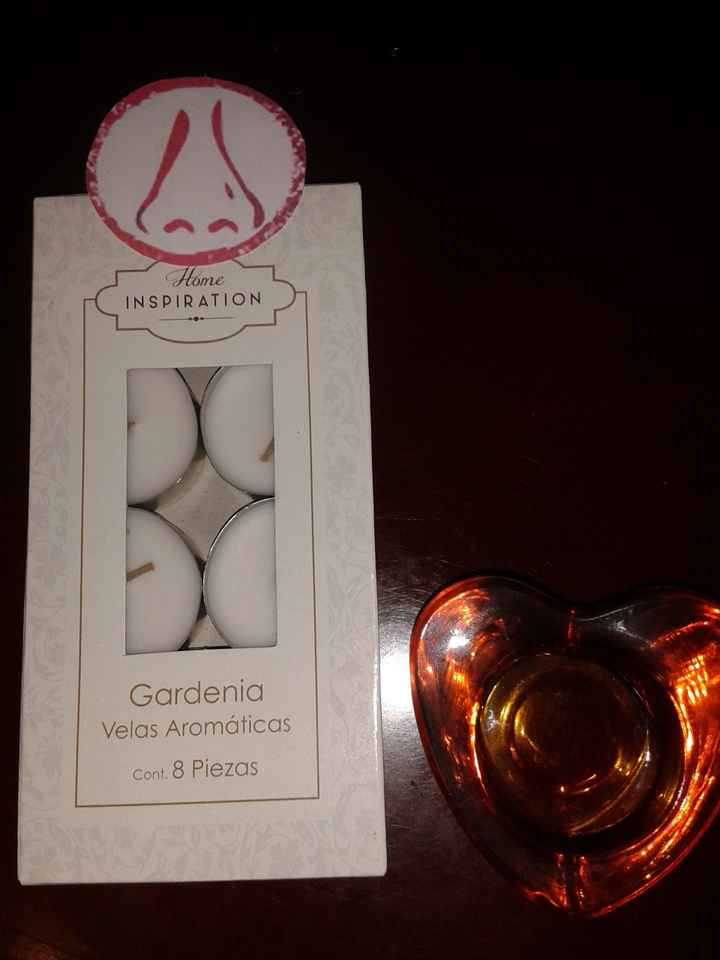 Home
INSPIRATION
Gardenia
Velas Aromáticas
Cont. 8 Piezas